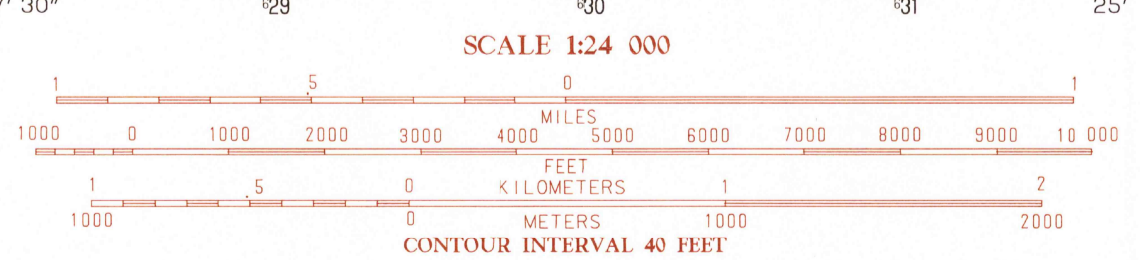 7' 30" ⁶29 ⁶30 ⁶31 25'
SCALE 1:24 000
1 .5 0 1
MILES
1000 0 1000 2000 3000 4000 5000 6000 7000 8000 9000 10 000
FEET
1 .5 0 KILOMETERS 1 2
1000 0 METERS 1000 2000
CONTOUR INTERVAL 40 FEET